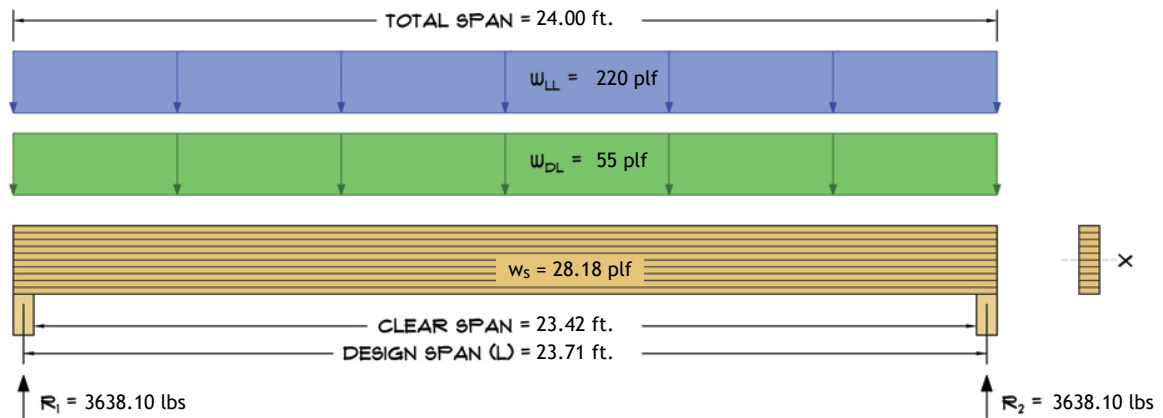 TOTAL SPAN = 24.00 ft.
wLL = 220 plf
wDL = 55 plf
ws = 28.18 plf
X
CLEAR SPAN = 23.42 ft.
DESIGN SPAN (L) = 23.71 ft.
R1 = 3638.10 lbs
R2 = 3638.10 lbs